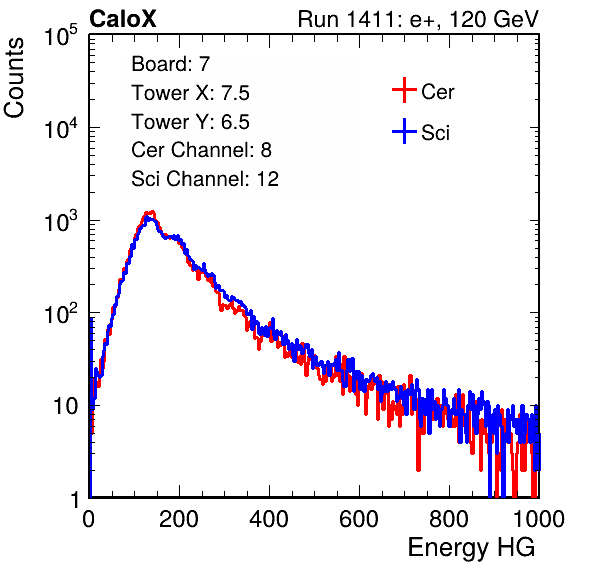 CaloX Run 1411: e+, 120 GeV
Counts
10^5
10^4
10^3
10^2
10
1
Board: 7
Tower X: 7.5
Tower Y: 6.5
Cer Channel: 8
Sci Channel: 12
Cer
Sci
0 200 400 600 800 1000
Energy HG